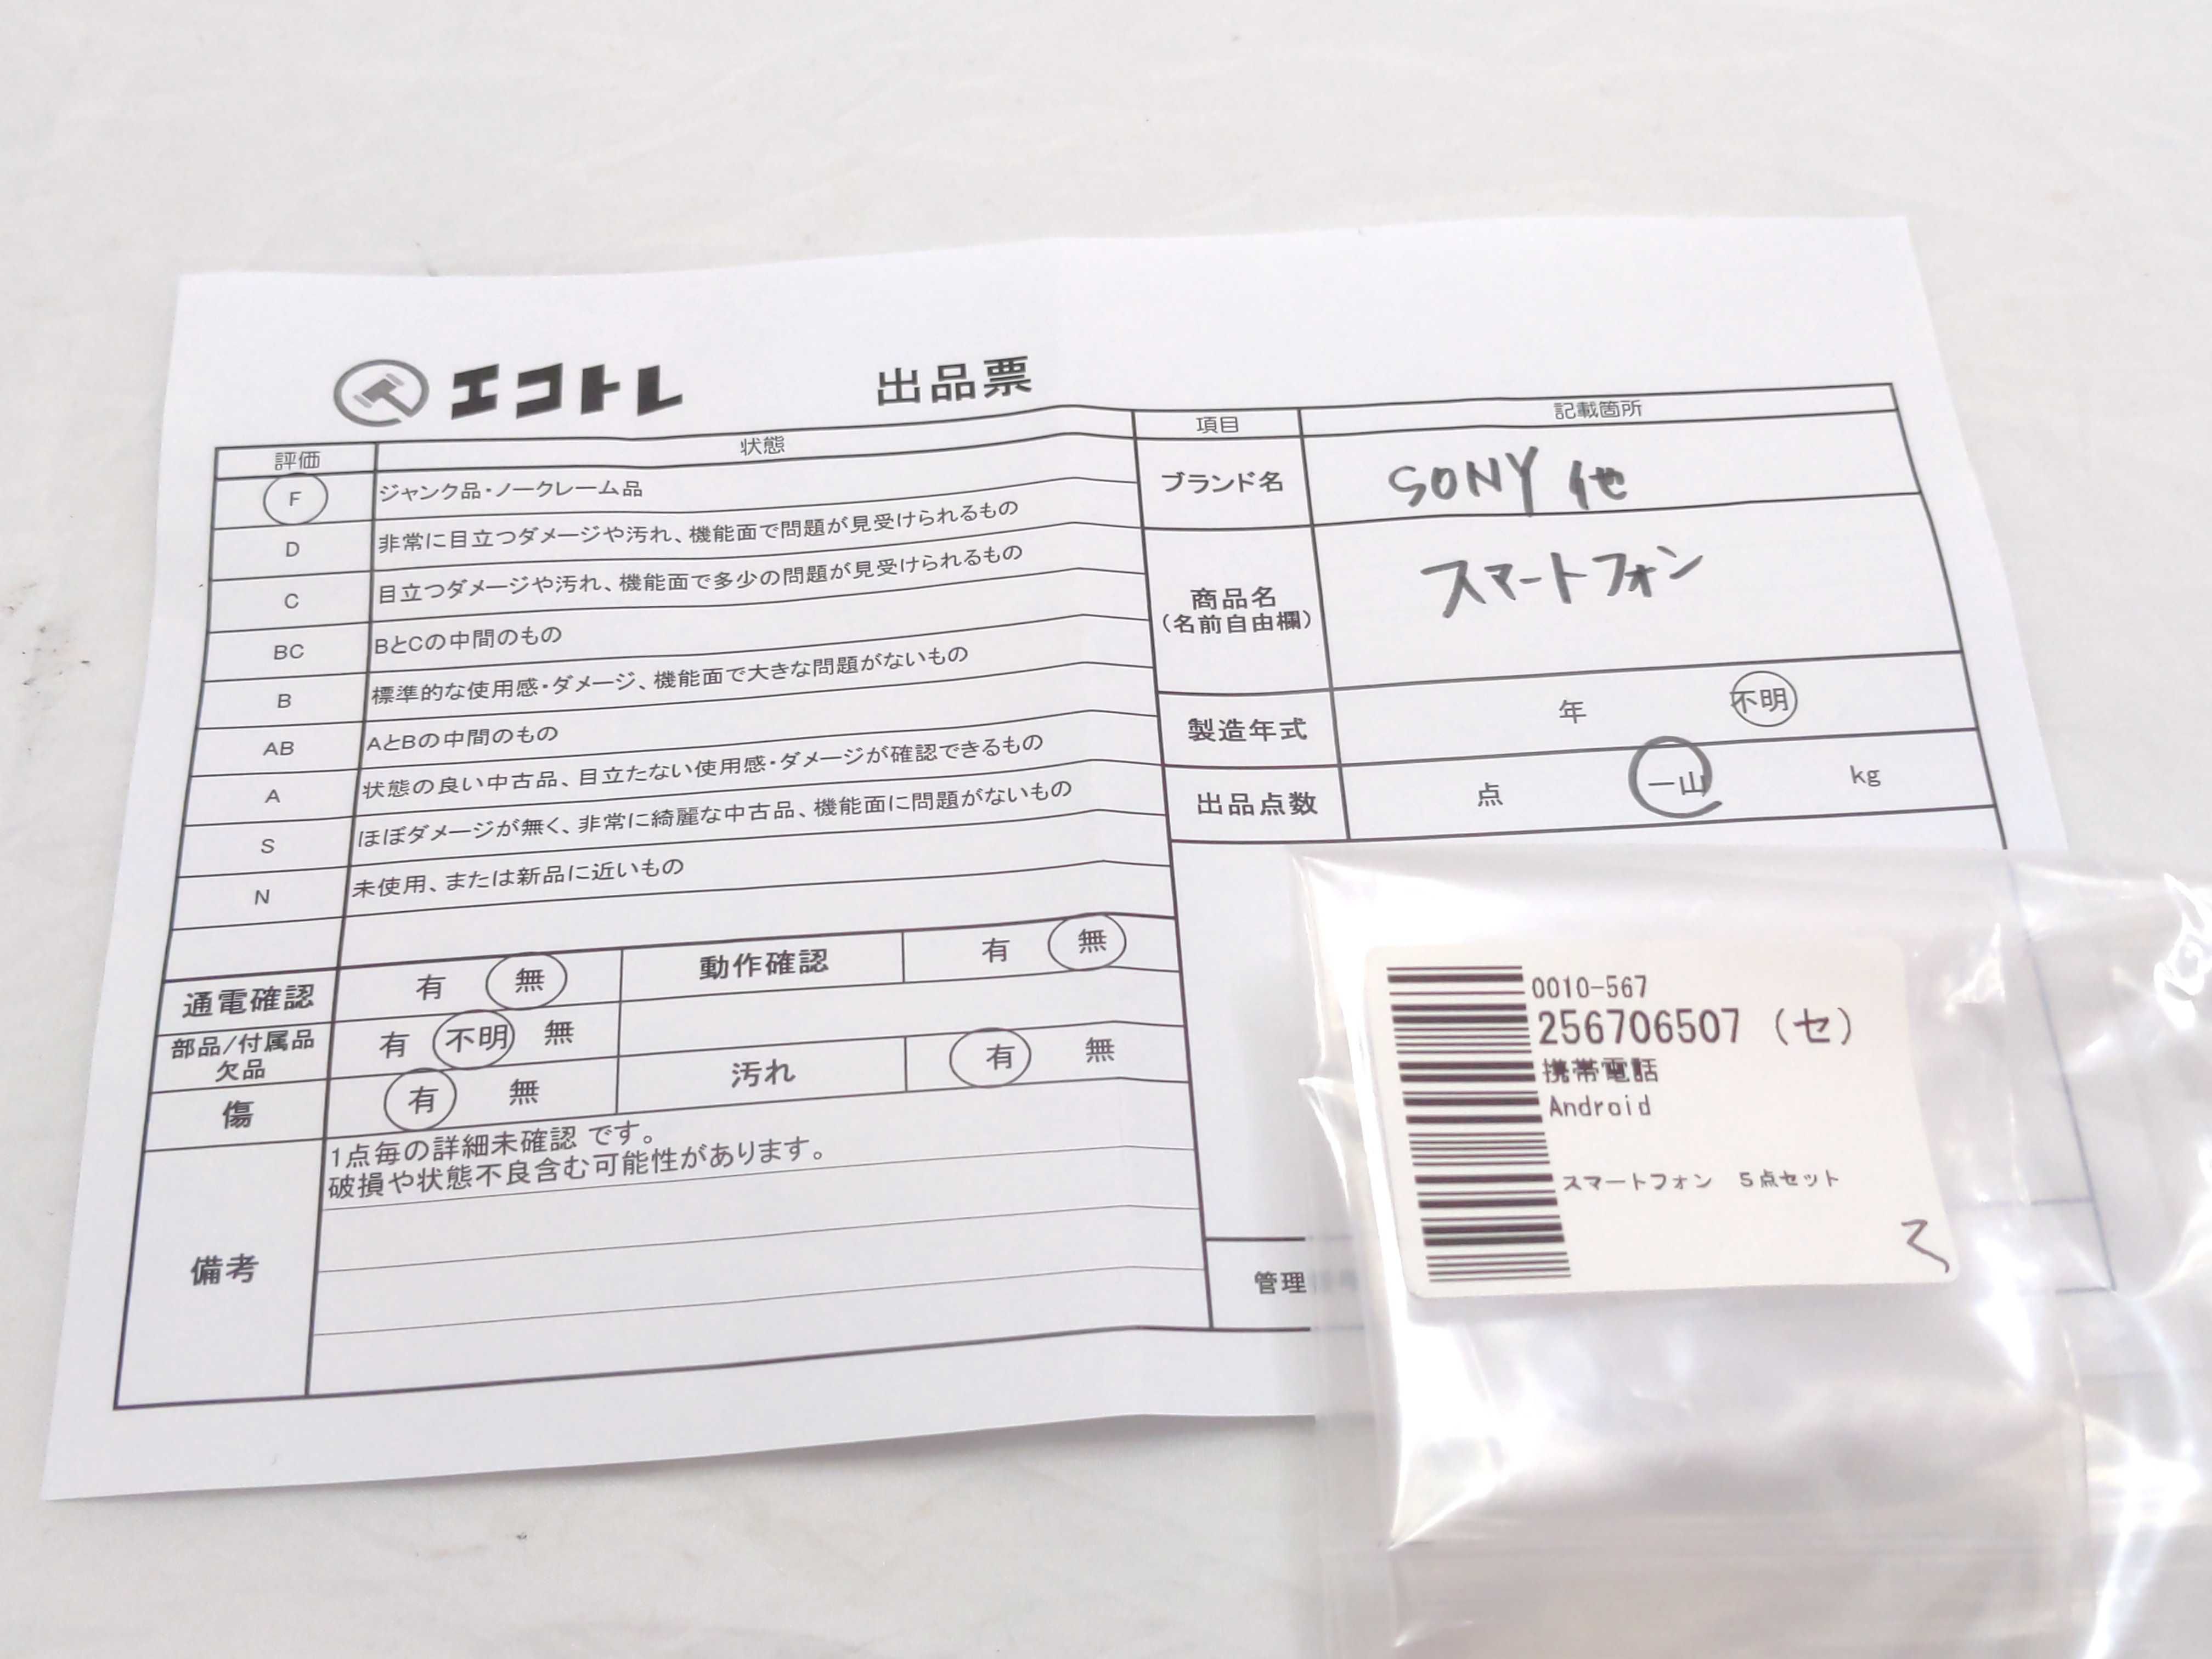 エコトレ 出品票
評価 状態
F ジャンク品・ノークレーム品
D 非常に目立つダメージや汚れ、機能面で問題が見受けられるもの
C 目立つダメージや汚れ、機能面で多少の問題が見受けられるもの
BC BとCの中間のもの
B 標準的な使用感・ダメージ、機能面で大きな問題がないもの
AB AとBの中間のもの
A 状態の良い中古品、目立たない使用感・ダメージが確認できるもの
S ほぼダメージが無く、非常に綺麗な中古品、機能面に問題がないもの
N 未使用、または新品に近いもの
通電確認 有 無 動作確認 有 無
部品/付属品
欠品 有 不明 無
傷 有 無 汚れ 有 無
備考
1点毎の詳細未確認 です。
破損や状態不良含む可能性があります。
項目 記載箇所
ブランド名 SONY 他
商品名
(名前自由欄)
スマートフォン
製造年式 年 不明
出品点数 点 一山 kg
管理
0010-567
256706507 (セ)
携帯電話
Android
スマートフォン 5点セット